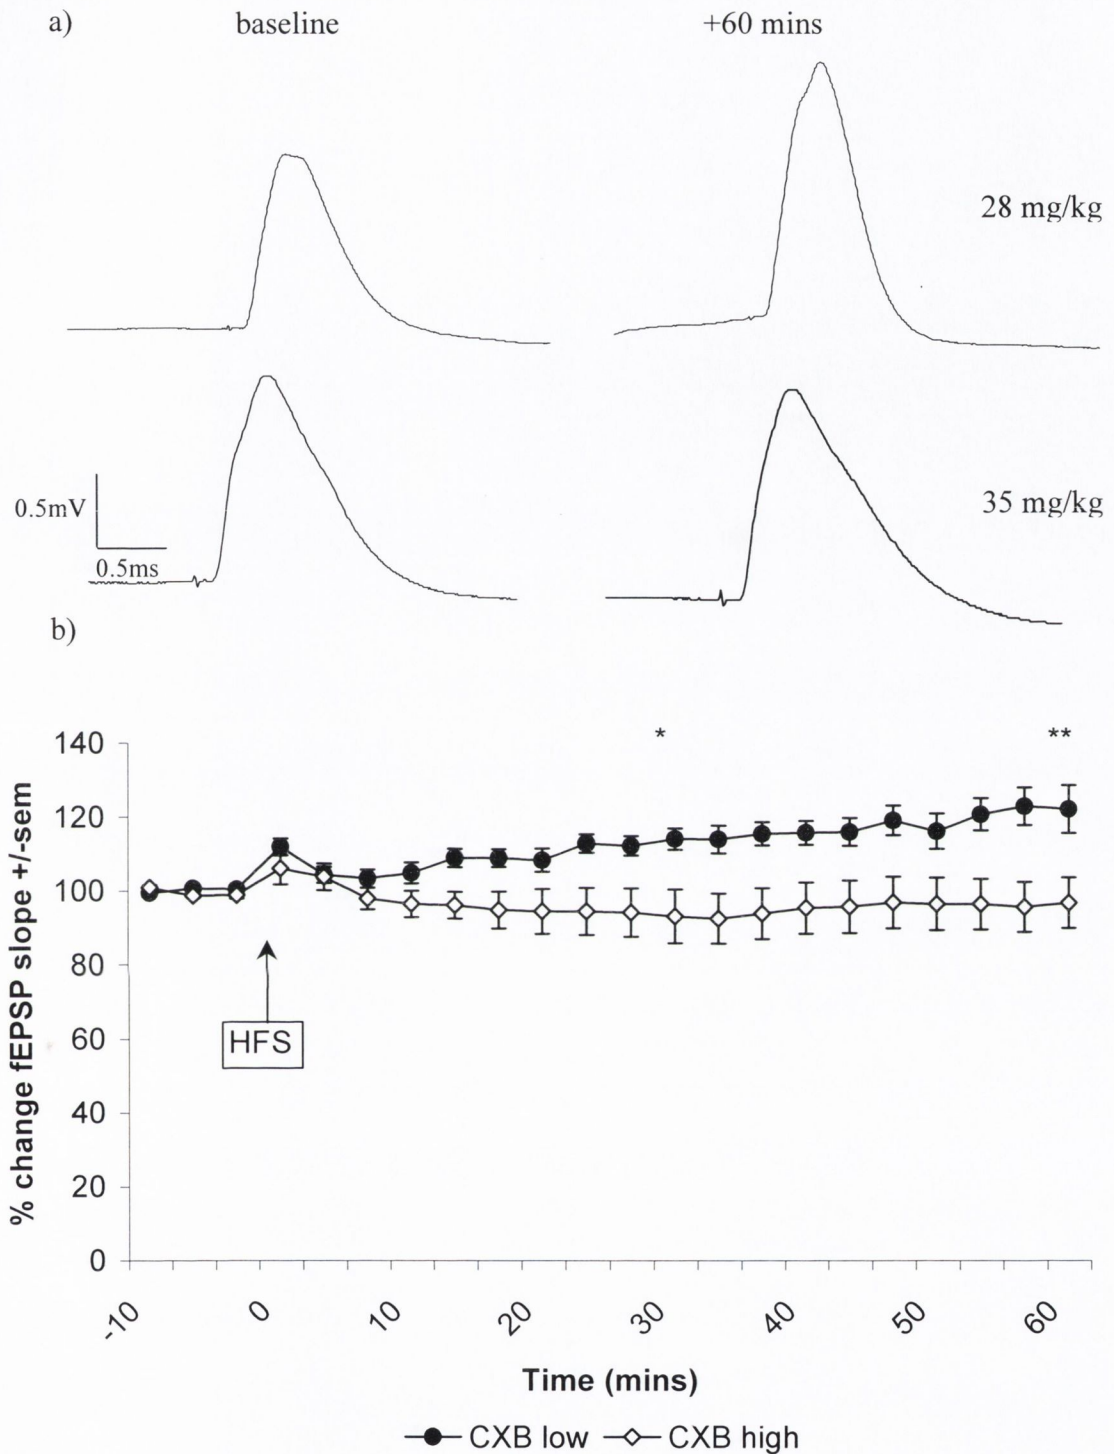 a)
baseline
+60 mins
28 mg/kg
35 mg/kg
0.5mV
0.5ms
b)
* **
140
120
100
80
60
40
20
0
% change fEPSP slope +/-sem
HFS
-10 0 10 20 30 40 50 60
Time (mins)
CXB low CXB high